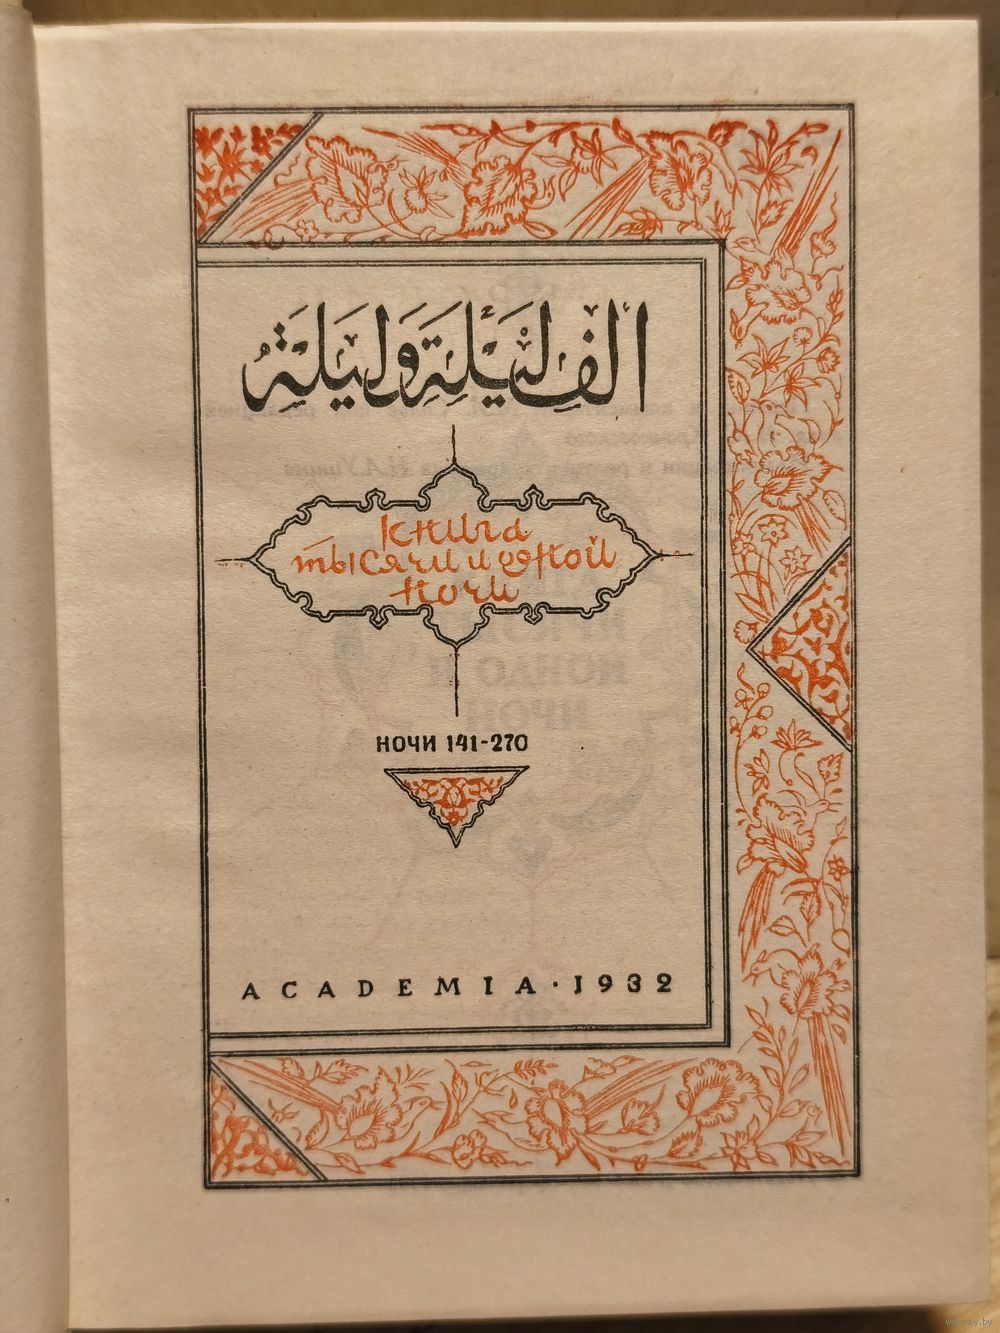 الف ليلة وليلة
книга
тысячи и одной
ночи
НОЧИ 141-270
ACADEMIA·1932